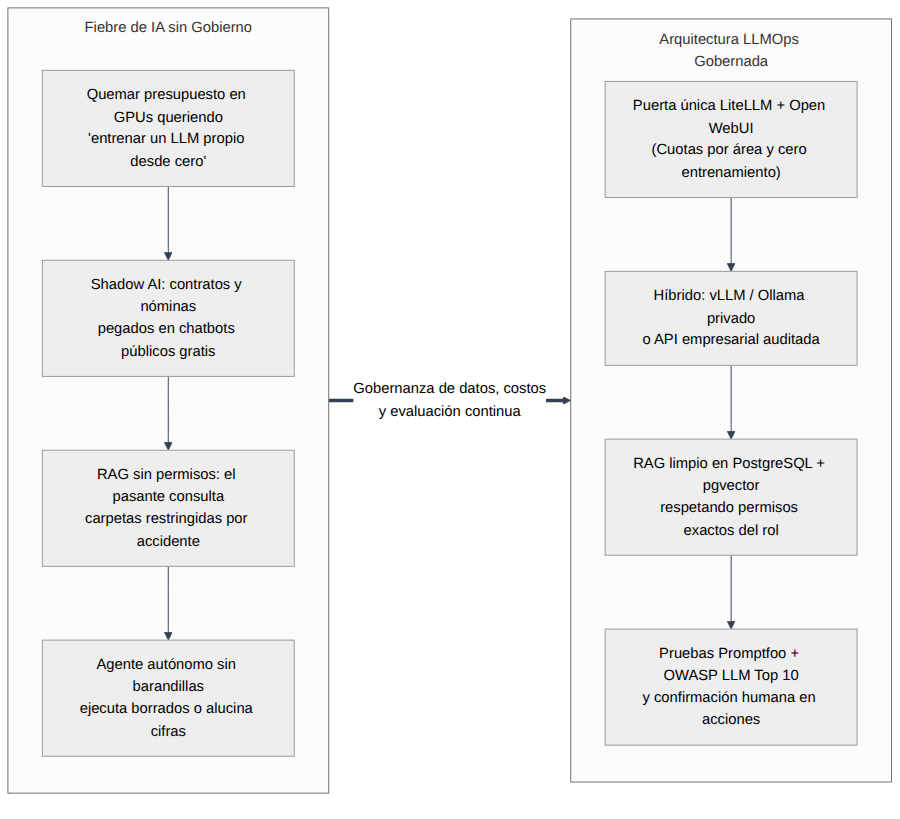 Fiebre de IA sin Gobierno
Quemar presupuesto en
GPUs queriendo
'entrenar un LLM propio
desde cero'
Shadow AI: contratos y
nóminas
pegados en chatbots
públicos gratis
RAG sin permisos: el
pasante consulta
carpetas restringidas por
accidente
Agente autónomo sin
barandillas
ejecuta borrados o alucina
cifras
Gobernanza de datos, costos
y evaluación continua
Arquitectura LLMOps
Gobernada
Puerta única LiteLLM + Open
WebUI
(Cuotas por área y cero
entrenamiento)
Híbrido: vLLM / Ollama
privado
o API empresarial auditada
RAG limpio en PostgreSQL +
pgvector
respetando permisos
exactos del rol
Pruebas Promptfoo +
OWASP LLM Top 10
y confirmación humana en
acciones